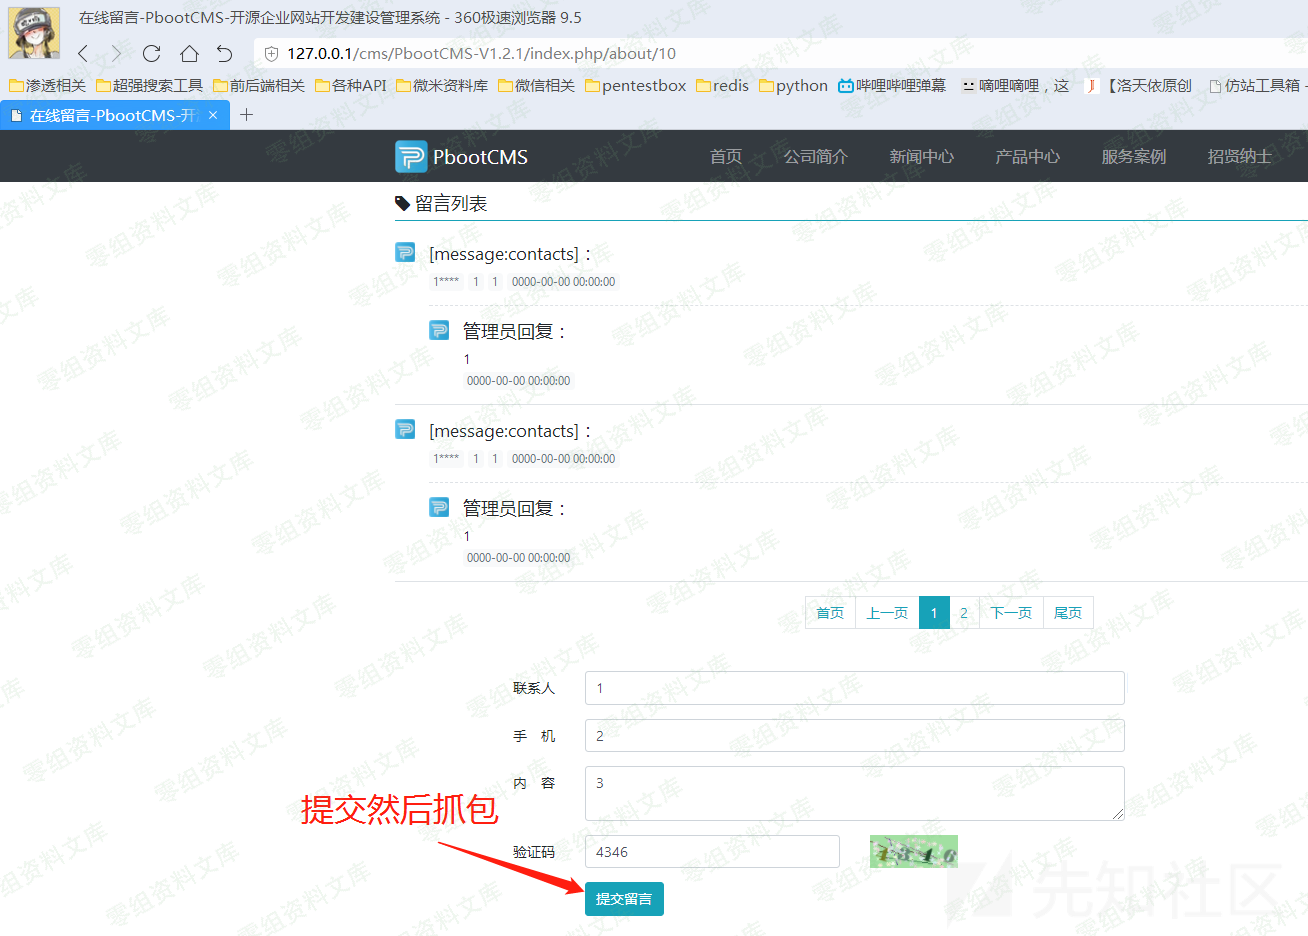 在线留言-PbootCMS-开源企业网站开发建设管理系统 - 360极速浏览器 9.5
127.0.0.1/cms/PbootCMS-V1.2.1/index.php/about/10
渗透相关 超强搜索工具 前后端相关 各种API 微米资料库 微信相关 pentestbox redis python 哔哩哔哩弹幕 嘀哩嘀哩，这 【洛天依原创 仿站工具箱 -
在线留言-PbootCMS-开
PbootCMS 首页 公司简介 新闻中心 产品中心 服务案例 招贤纳士
留言列表
[message:contacts]：
1**** 1 1 0000-00-00 00:00:00
管理员回复：
1
0000-00-00 00:00:00
[message:contacts]：
1**** 1 1 0000-00-00 00:00:00
管理员回复：
1
0000-00-00 00:00:00
首页 上一页 1 2 下一页 尾页
联系人 1
手 机 2
内 容 3
提交然后抓包
验证码 4346 4346
提交留言
先知社区
零组资料文库